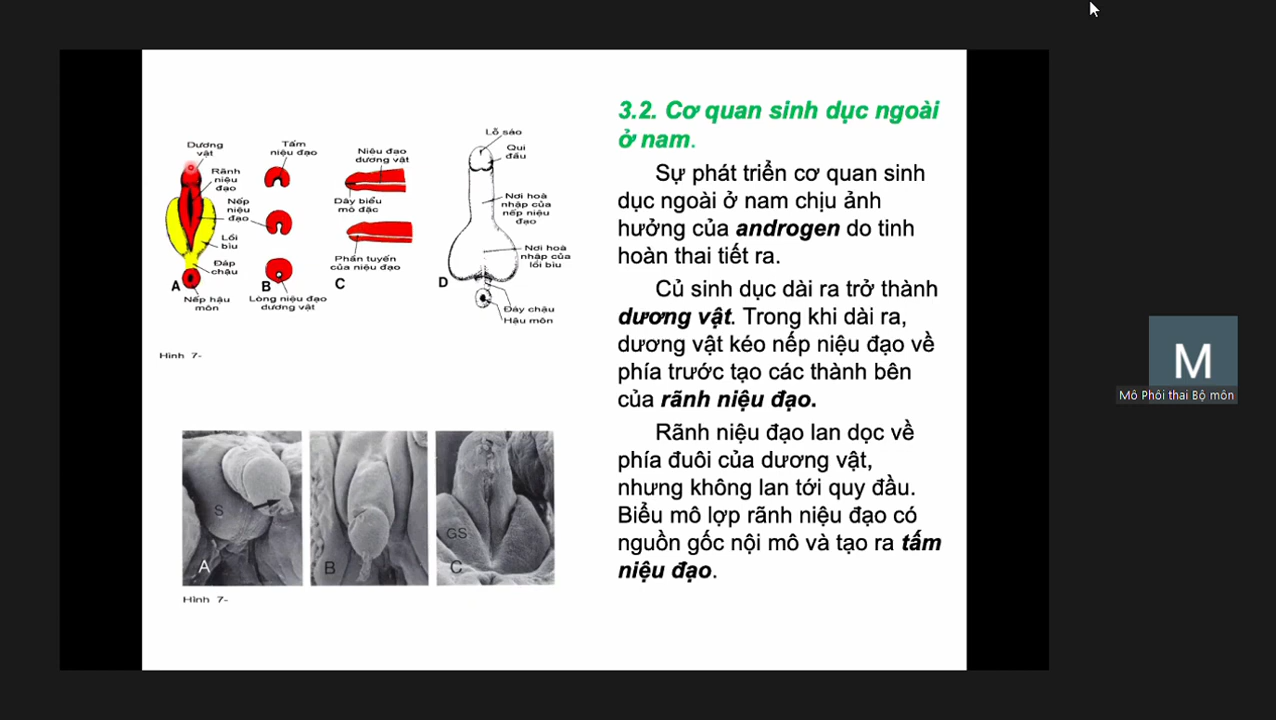 3.2. Cơ quan sinh dục ngoài
ở nam.
Sự phát triển cơ quan sinh
dục ngoài ở nam chịu ảnh
hưởng của androgen do tinh
hoàn thai tiết ra.
Củ sinh dục dài ra trở thành
dương vật. Trong khi dài ra,
dương vật kéo nếp niệu đạo về
phía trước tạo các thành bên
của rãnh niệu đạo.
Rãnh niệu đạo lan dọc về
phía đuôi của dương vật,
nhưng không lan tới quy đầu.
Biểu mô lợp rãnh niệu đạo có
nguồn gốc nội mô và tạo ra tấm
niệu đạo.
Dương
vật
Rãnh
niệu
đạo
Nếp
niệu
đạo
Lồi
bìu
Đáp
chậu
A
Nếp hậu
môn
Tấm
niệu đạo
B
Lòng niệu đạo
dương vật
Niệu đạo
dương vật
Dây biểu
mô đặc
Phần tuyến
của niệu đạo
C
Lỗ sáo
Qui
đầu
Nơi hoà
nhập của
nếp niệu
đạo
Nơi hoà
nhập của
lồi bìu
D
Đáy chậu
Hậu môn
Hình 7-
S
A
B
GS
C
Hình 7-
M
Mô Phôi thai Bộ môn